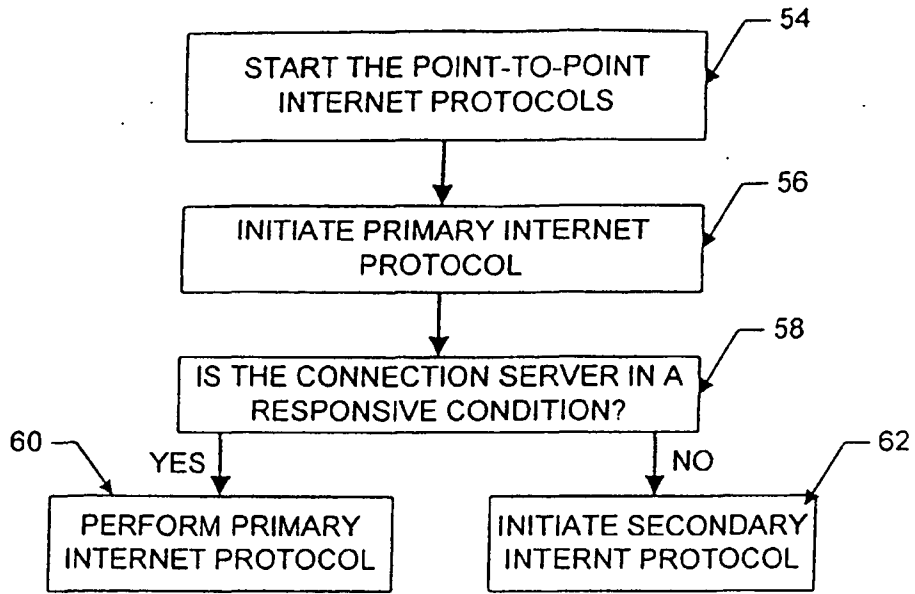 54
START THE POINT-TO-POINT
INTERNET PROTOCOLS
56
INITIATE PRIMARY INTERNET
PROTOCOL
58
IS THE CONNECTION SERVER IN A
RESPONSIVE CONDITION?
60
YES
NO
62
PERFORM PRIMARY
INTERNET PROTOCOL
INITIATE SECONDARY
INTERNT PROTOCOL